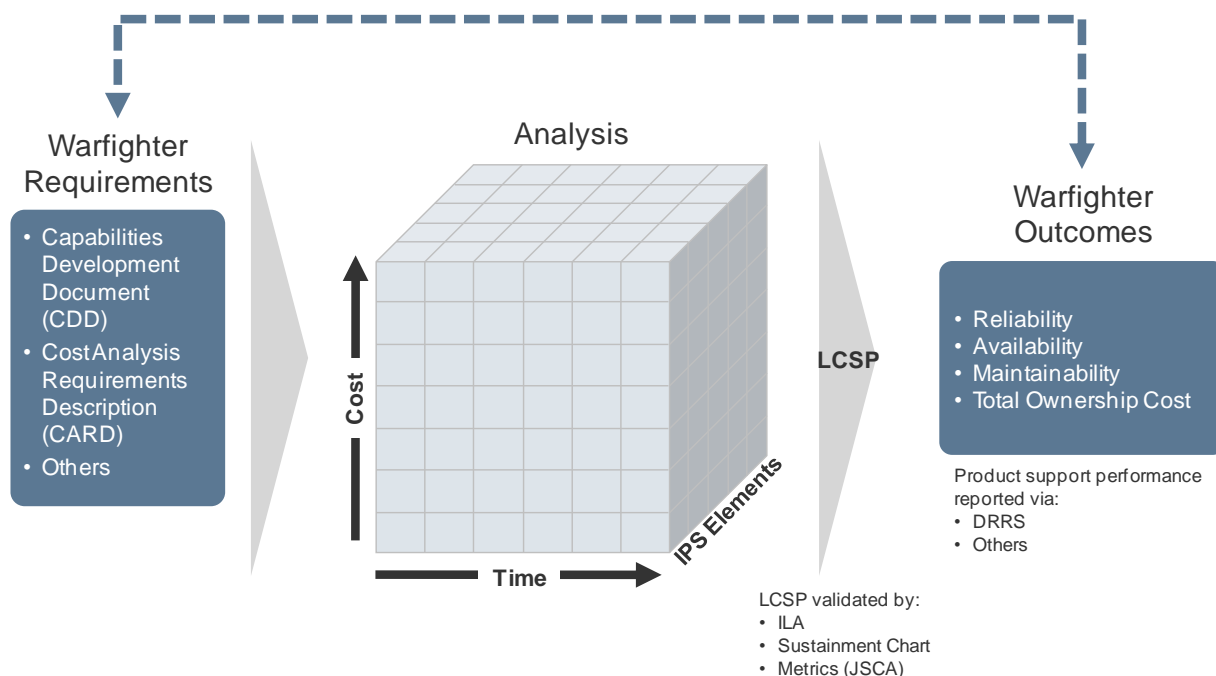 Warfighter
Requirements
• Capabilities
Development
Document
(CDD)
• Cost Analysis
Requirements
Description
(CARD)
• Others
Analysis
Cost
Time
IPS Elements
LCSP
LCSP validated by:
• ILA
• Sustainment Chart
• Metrics (JSCA)
Warfighter
Outcomes
• Reliability
• Availability
• Maintainability
• Total Ownership Cost
Product support performance
reported via:
• DRRS
• Others